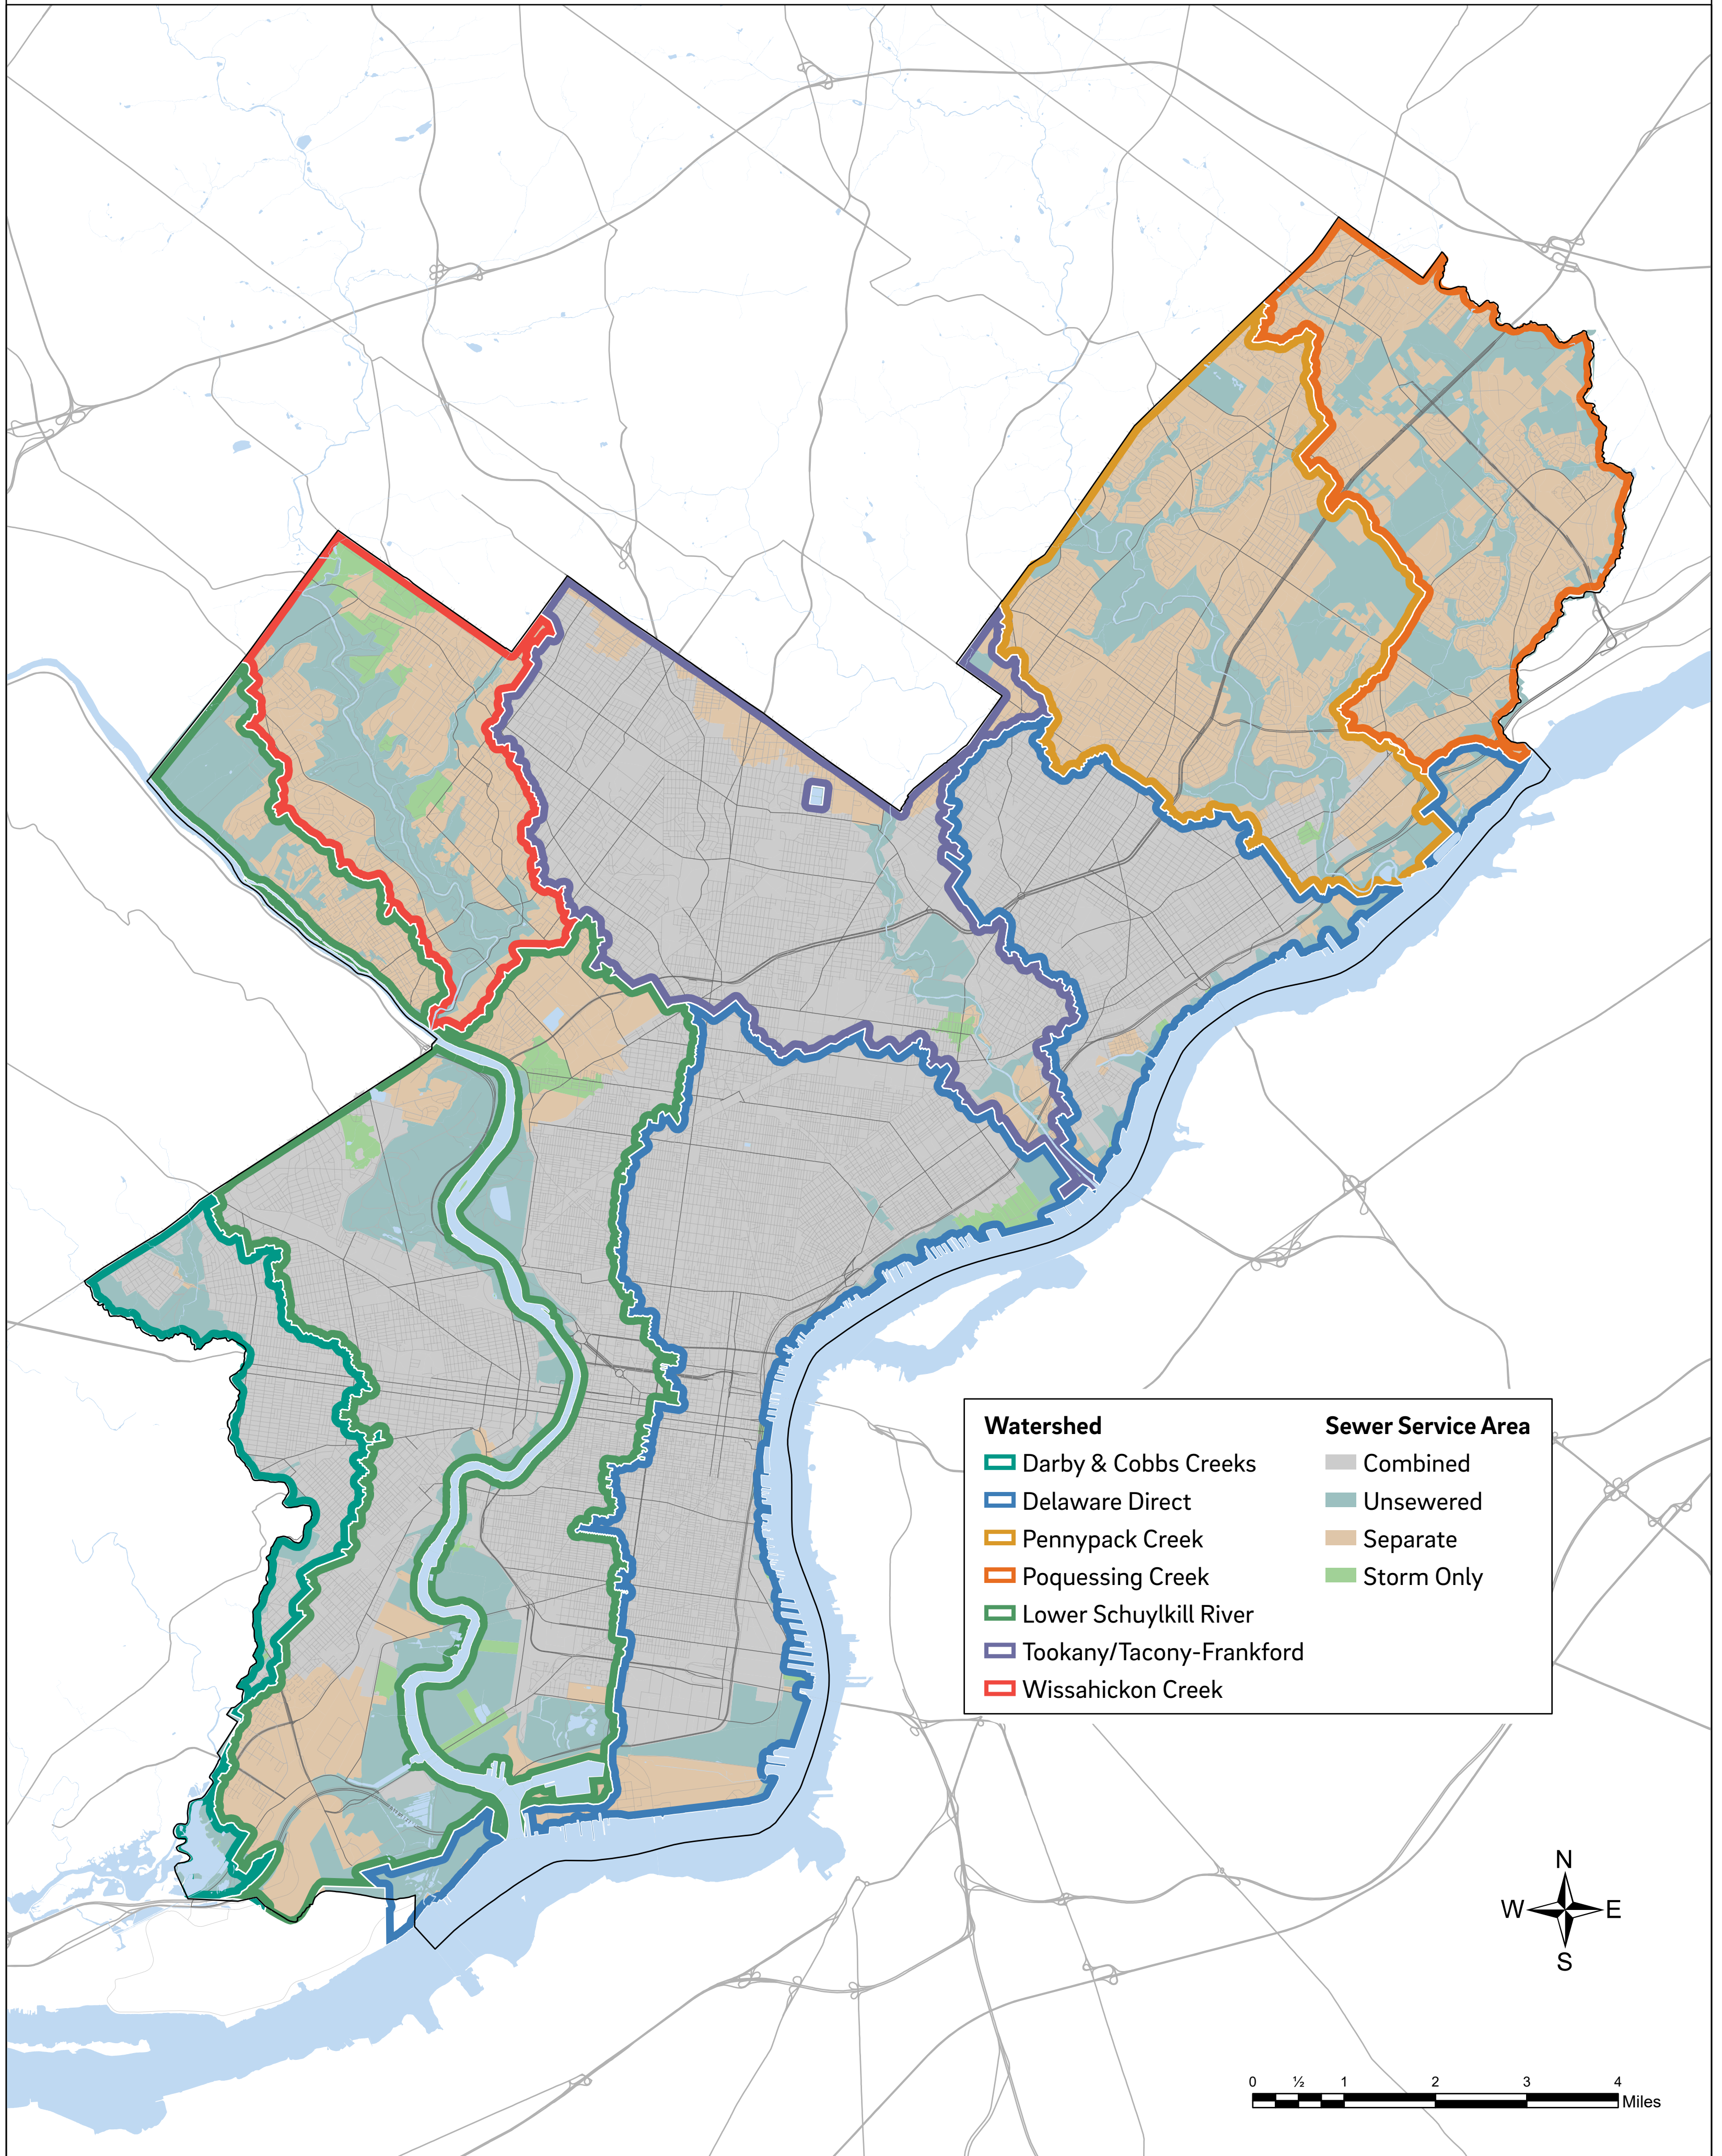 Watershed
Darby & Cobbs Creeks
Delaware Direct
Pennypack Creek
Poquessing Creek
Lower Schuylkill River
Tookany/Tacony-Frankford
Wissahickon Creek
Sewer Service Area
Combined
Unsewered
Separate
Storm Only
N
W E
S
0 ½ 1 2 3 4
Miles